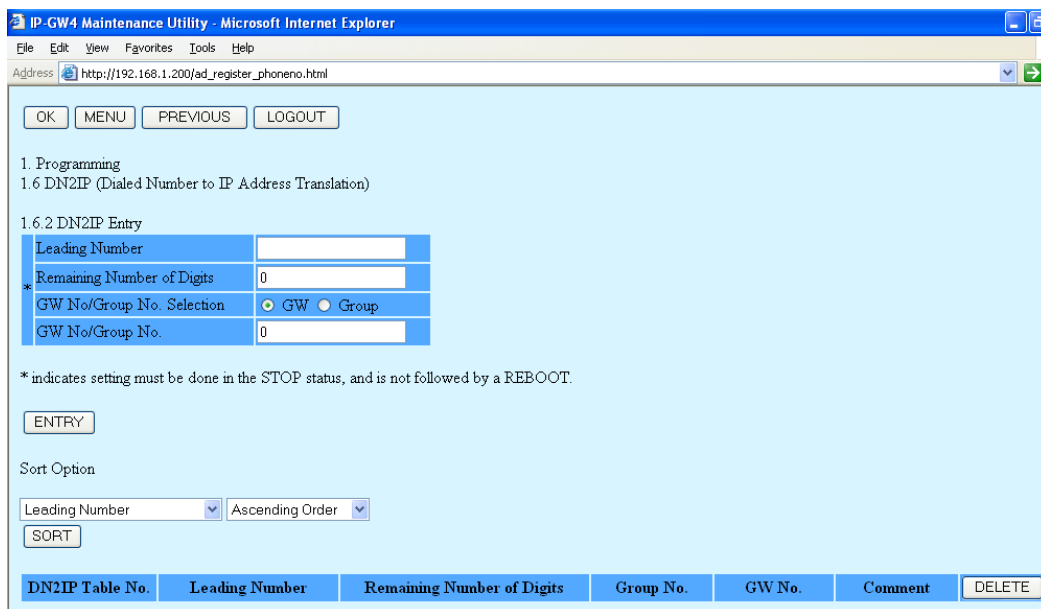 IP-GW4 Maintenance Utility - Microsoft Internet Explorer
File Edit View Favorites Tools Help
Address http://192.168.1.200/ad_register_phoneno.html
OK MENU PREVIOUS LOGOUT
1. Programming
1.6 DN2IP (Dialed Number to IP Address Translation)
1.6.2 DN2IP Entry
Leading Number
* Remaining Number of Digits 0
GW No/Group No. Selection GW Group
GW No/Group No. 0
* indicates setting must be done in the STOP status, and is not followed by a REBOOT.
ENTRY
Sort Option
Leading Number Ascending Order
SORT
DN2IP Table No. Leading Number Remaining Number of Digits Group No. GW No. Comment DELETE